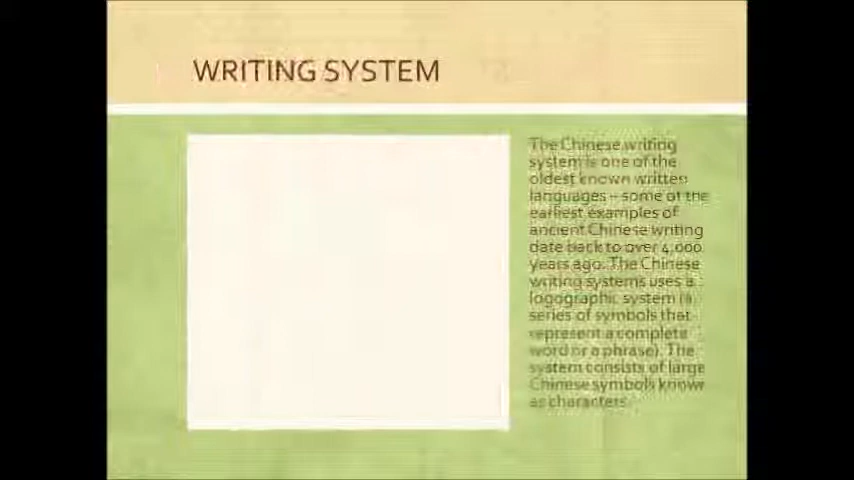 WRITING SYSTEM
The Chinese writing
system is one of the
oldest known written
languages – some of the
earliest examples of
ancient Chinese writing
date back to over 4,000
years ago. The Chinese
writing systems uses a
logographic system (a
series of symbols that
represent a complete
word or a phrase). The
system consists of large
Chinese symbols known
as characters.